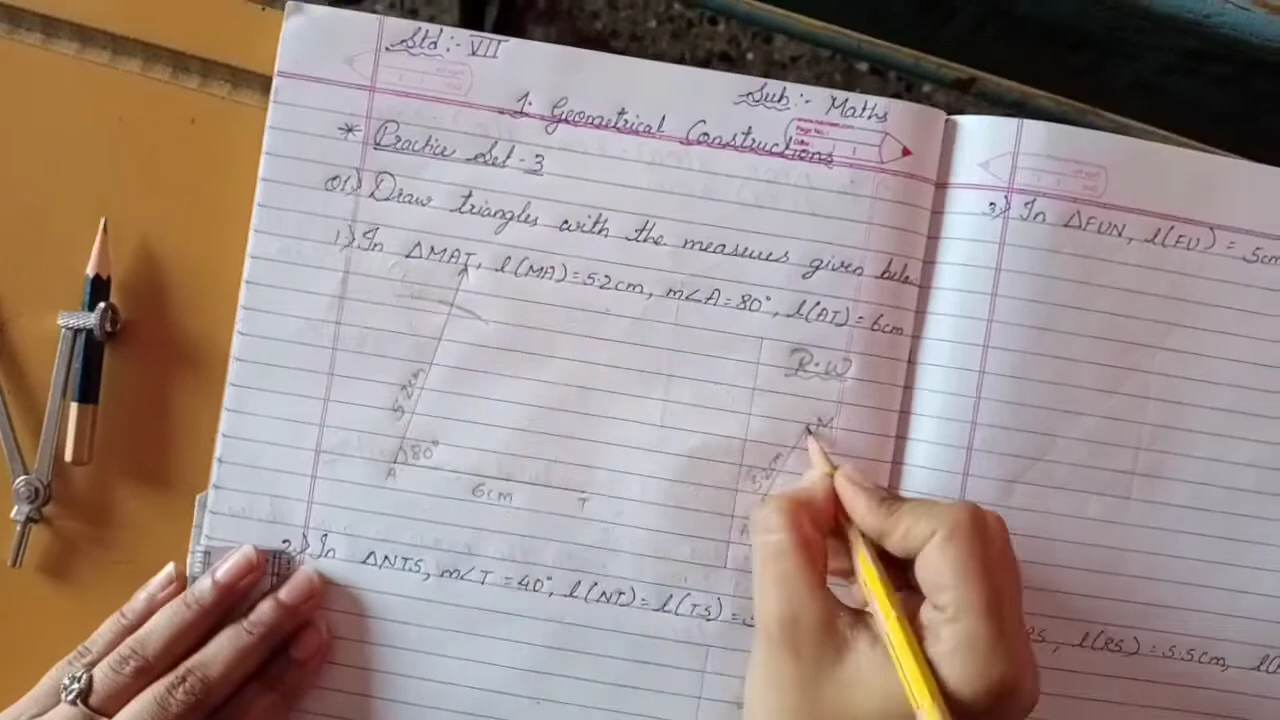 Std :- VII
Sub :- Maths
1. Geometrical Constructions
* Practice Set - 3
Q1) Draw triangles with the measures given
1) In ΔMAT, l(MA) = 5.2cm, m∠A = 80°, l(AT) = 6cm
R.W
5.2cm
80°
A
6cm
T
M
5.2cm
A
2) In ΔNTS, m∠T = 40°, l(NT) = l(TS) =
3) In ΔFUN, l(FU) = 5cm
l(RS) = 5.5cm,